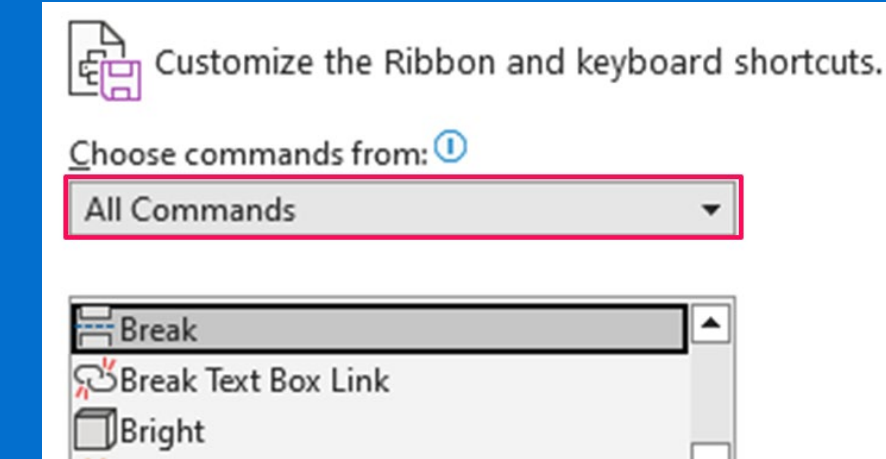 Customize the Ribbon and keyboard shortcuts.
Choose commands from:
All Commands
Break
Break Text Box Link
Bright